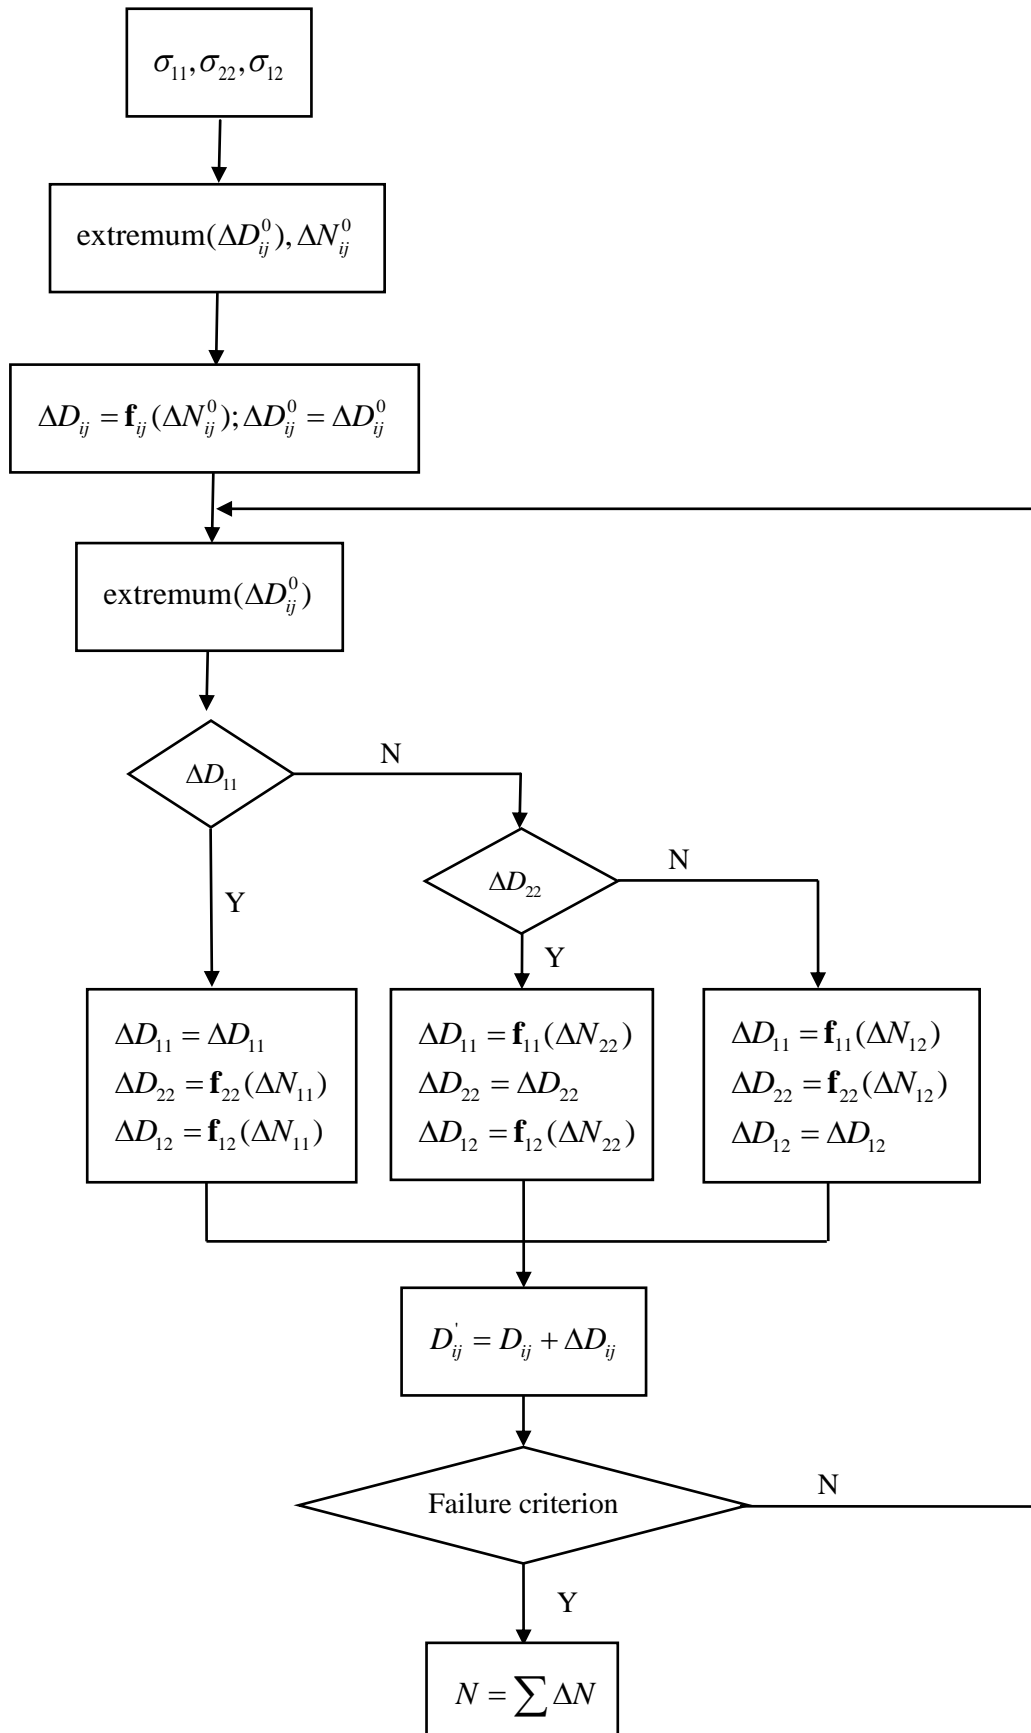 σ₁₁, σ₂₂, σ₁₂
extremum(ΔD⁰ᵢⱼ), ΔN⁰ᵢⱼ
ΔDᵢⱼ = fᵢⱼ(ΔN⁰ᵢⱼ); ΔD⁰ᵢⱼ = ΔD⁰ᵢⱼ
extremum(ΔD⁰ᵢⱼ)
ΔD₁₁
N
ΔD₂₂
N
Y
Y
ΔD₁₁ = ΔD₁₁
ΔD₂₂ = f₂₂(ΔN₁₁)
ΔD₁₂ = f₁₂(ΔN₁₁)
ΔD₁₁ = f₁₁(ΔN₂₂)
ΔD₂₂ = ΔD₂₂
ΔD₁₂ = f₁₂(ΔN₂₂)
ΔD₁₁ = f₁₁(ΔN₁₂)
ΔD₂₂ = f₂₂(ΔN₁₂)
ΔD₁₂ = ΔD₁₂
D'ᵢⱼ = Dᵢⱼ + ΔDᵢⱼ
Failure criterion
N
Y
N = ∑ ΔN